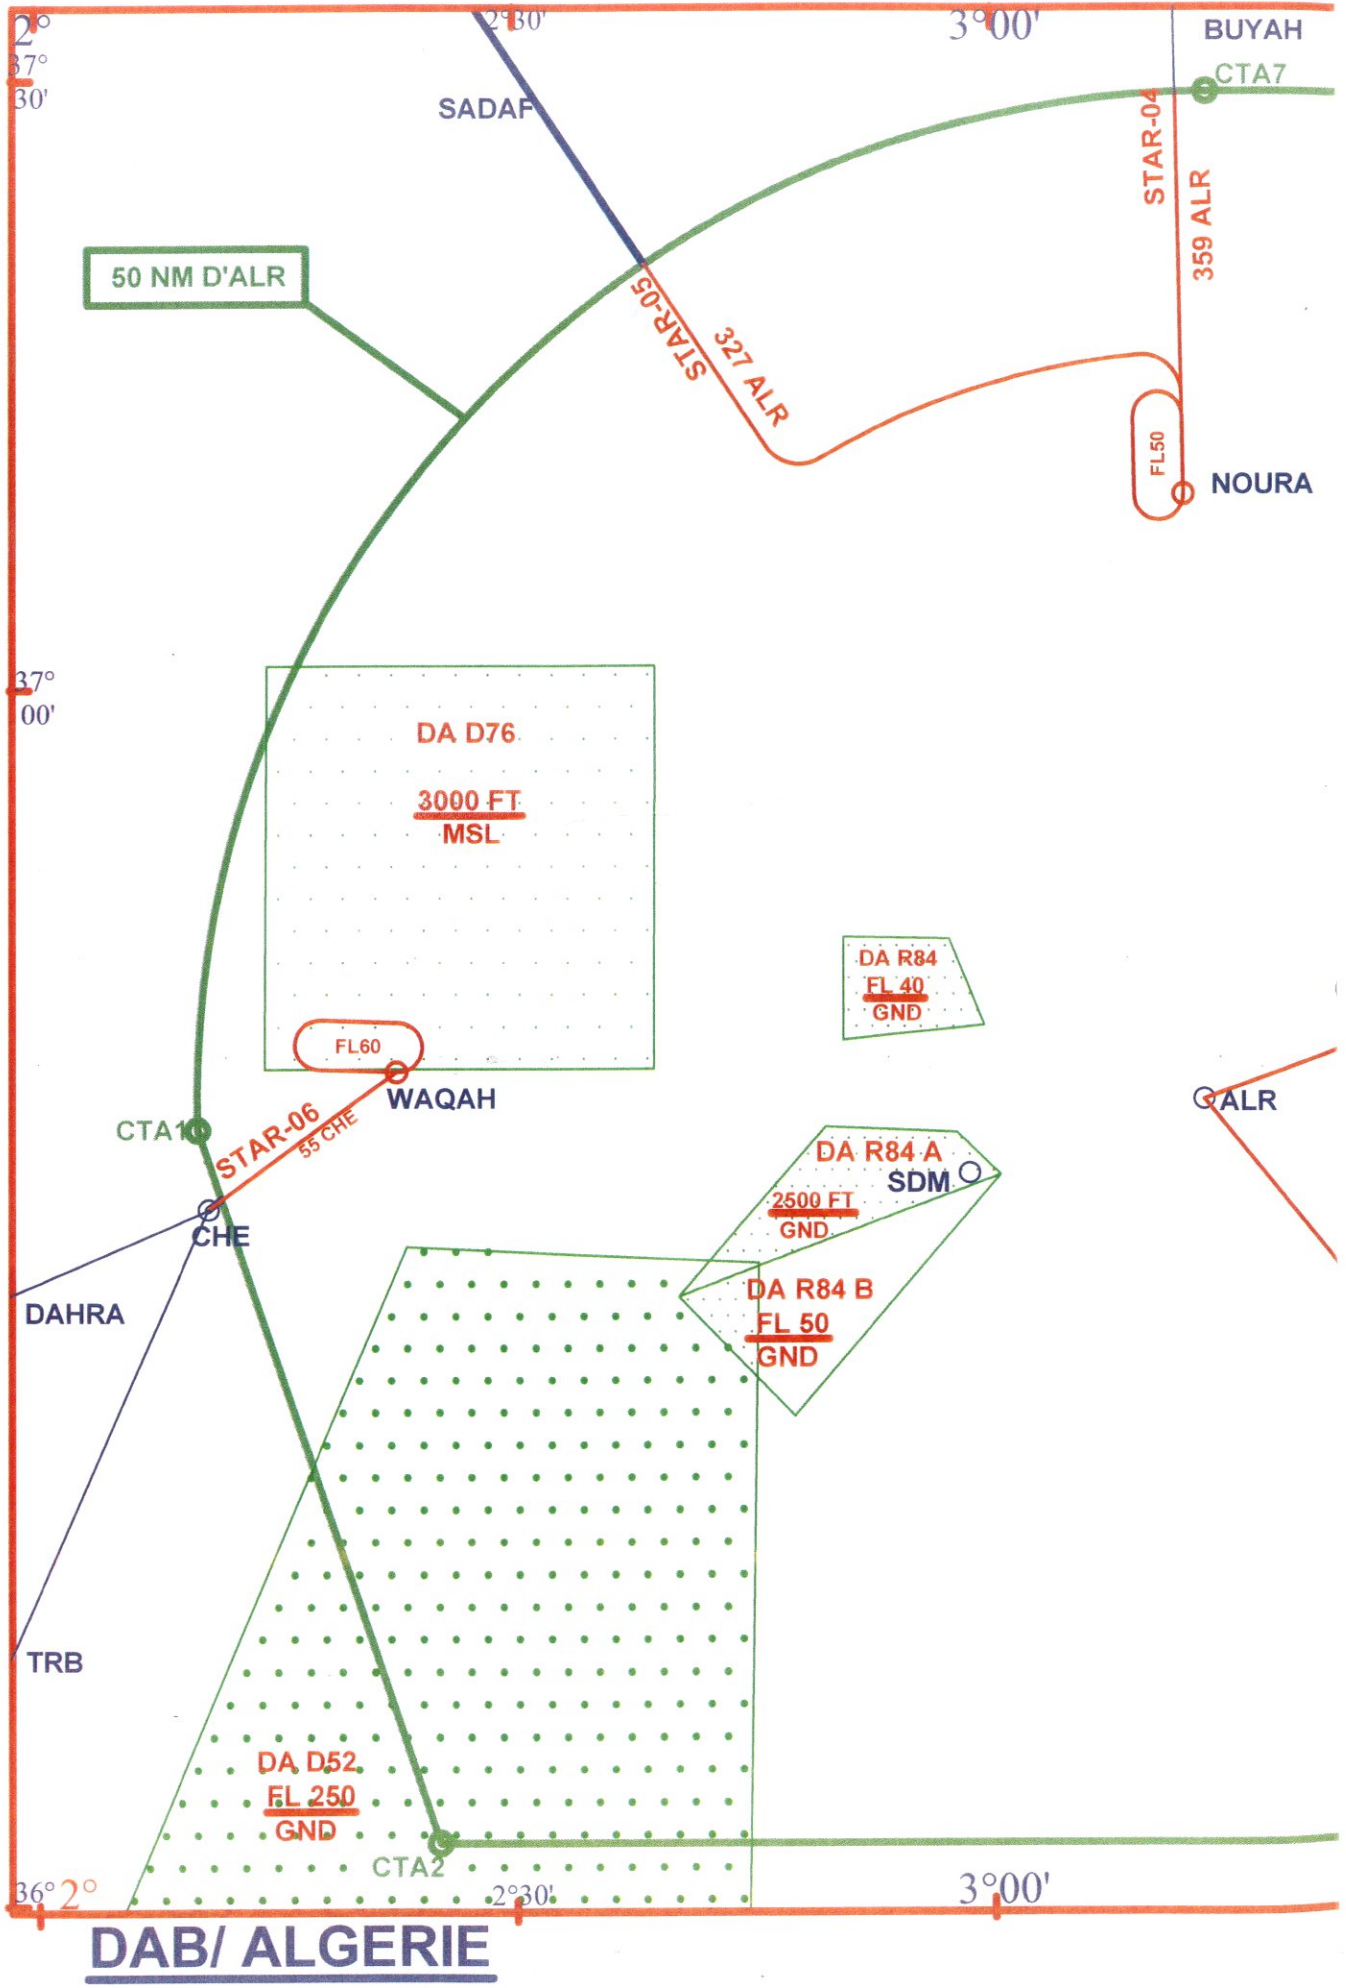 2°
2°30'
3°00'
BUYAH
37°
30'
CTA7
SADAF
STAR-04
359 ALR
50 NM D'ALR
STAR-05
327 ALR
FL50
NOURA
37°
00'
DA D76
3000 FT
MSL
DA R84
FL 40
GND
FL60
WAQAH
ALR
CTA1
STAR-06
55 CHE
DA R84 A
SDM
2500 FT
GND
CHE
DAHRA
DA R84 B
FL 50
GND
TRB
DA D52
FL 250
GND
CTA2
36°
2°
2°30'
3°00'
DAB/ ALGERIE